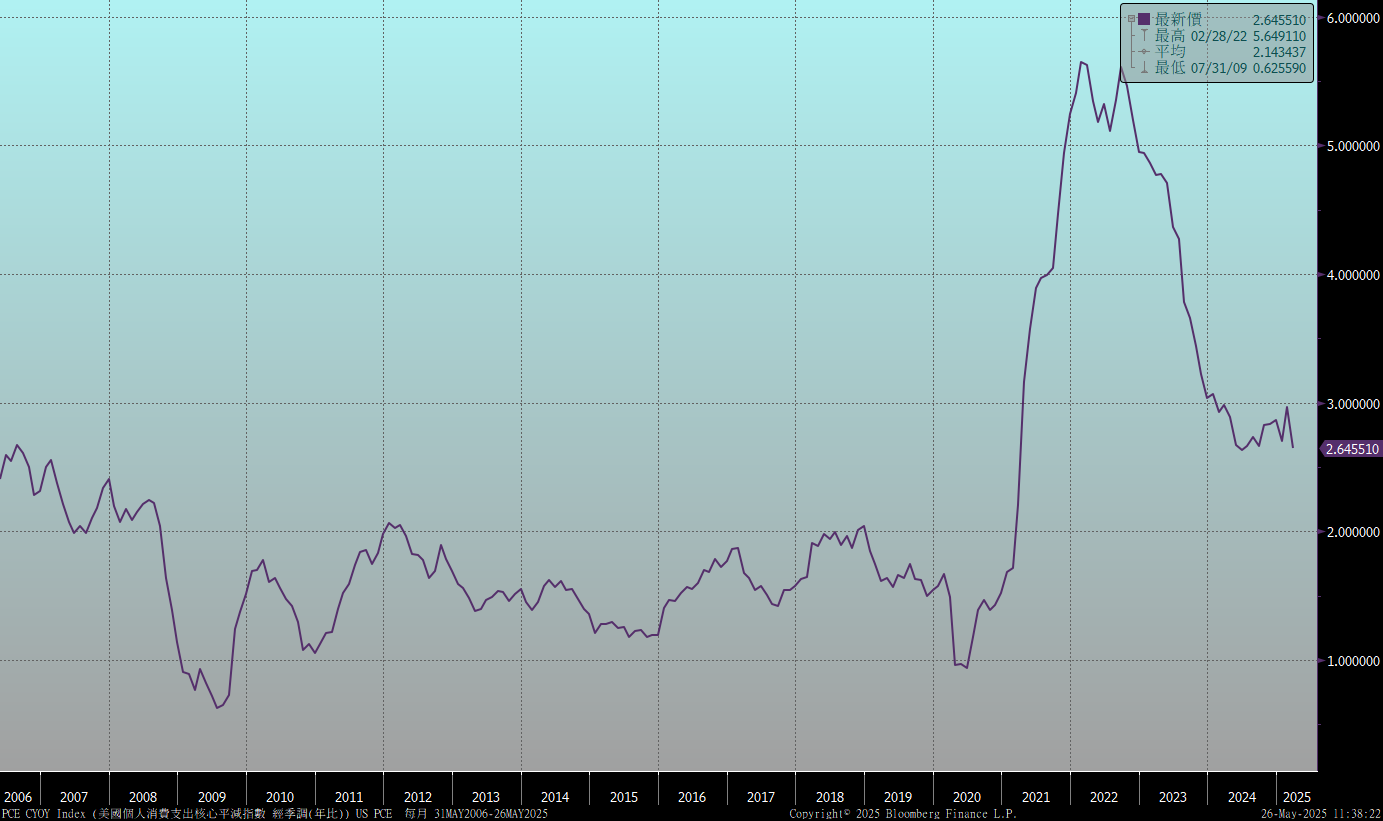 最新價 2.645510
最高 02/28/22 5.649110
平均 2.143437
最低 07/31/09 0.625590
6.000000
5.000000
4.000000
3.000000
2.645510
2.000000
1.000000
2006 2007 2008 2009 2010 2011 2012 2013 2014 2015 2016 2017 2018 2019 2020 2021 2022 2023 2024 2025
PCE CYOY Index (美國個人消費支出核心平減指數 經季調(年比)) US PCE 每月 31MAY2006-26MAY2025 Copyright© 2025 Bloomberg Finance L.P. 26-May-2025 11:38:22